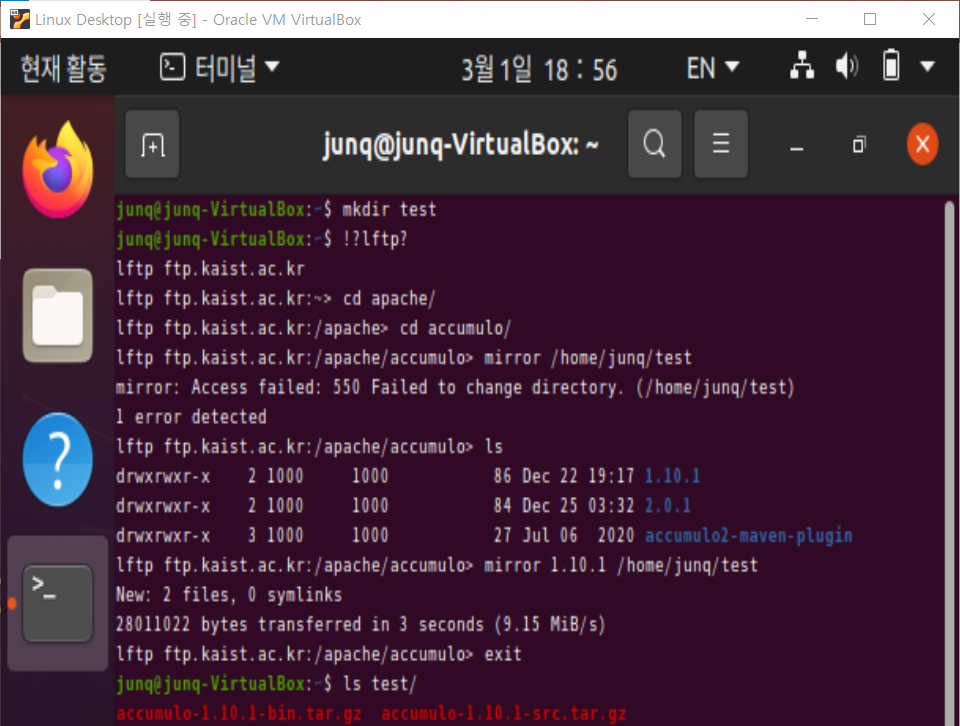 Linux Desktop [실행 중] - Oracle VM VirtualBox
현재 활동 터미널 3월 1일 18 : 56 EN
junq@junq-VirtualBox: ~
junq@junq-VirtualBox:~$ mkdir test
junq@junq-VirtualBox:~$ !?lftp?
lftp ftp.kaist.ac.kr
lftp ftp.kaist.ac.kr:~> cd apache/
lftp ftp.kaist.ac.kr:/apache> cd accumulo/
lftp ftp.kaist.ac.kr:/apache/accumulo> mirror /home/junq/test
mirror: Access failed: 550 Failed to change directory. (/home/junq/test)
1 error detected
lftp ftp.kaist.ac.kr:/apache/accumulo> ls
drwxrwxr-x    2 1000     1000           86 Dec 22 19:17 1.10.1
drwxrwxr-x    2 1000     1000           84 Dec 25 03:32 2.0.1
drwxrwxr-x    3 1000     1000           27 Jul 06  2020 accumulo2-maven-plugin
lftp ftp.kaist.ac.kr:/apache/accumulo> mirror 1.10.1 /home/junq/test
New: 2 files, 0 symlinks
28011022 bytes transferred in 3 seconds (9.15 MiB/s)
lftp ftp.kaist.ac.kr:/apache/accumulo> exit
junq@junq-VirtualBox:~$ ls test/
accumulo-1.10.1-bin.tar.gz  accumulo-1.10.1-src.tar.gz